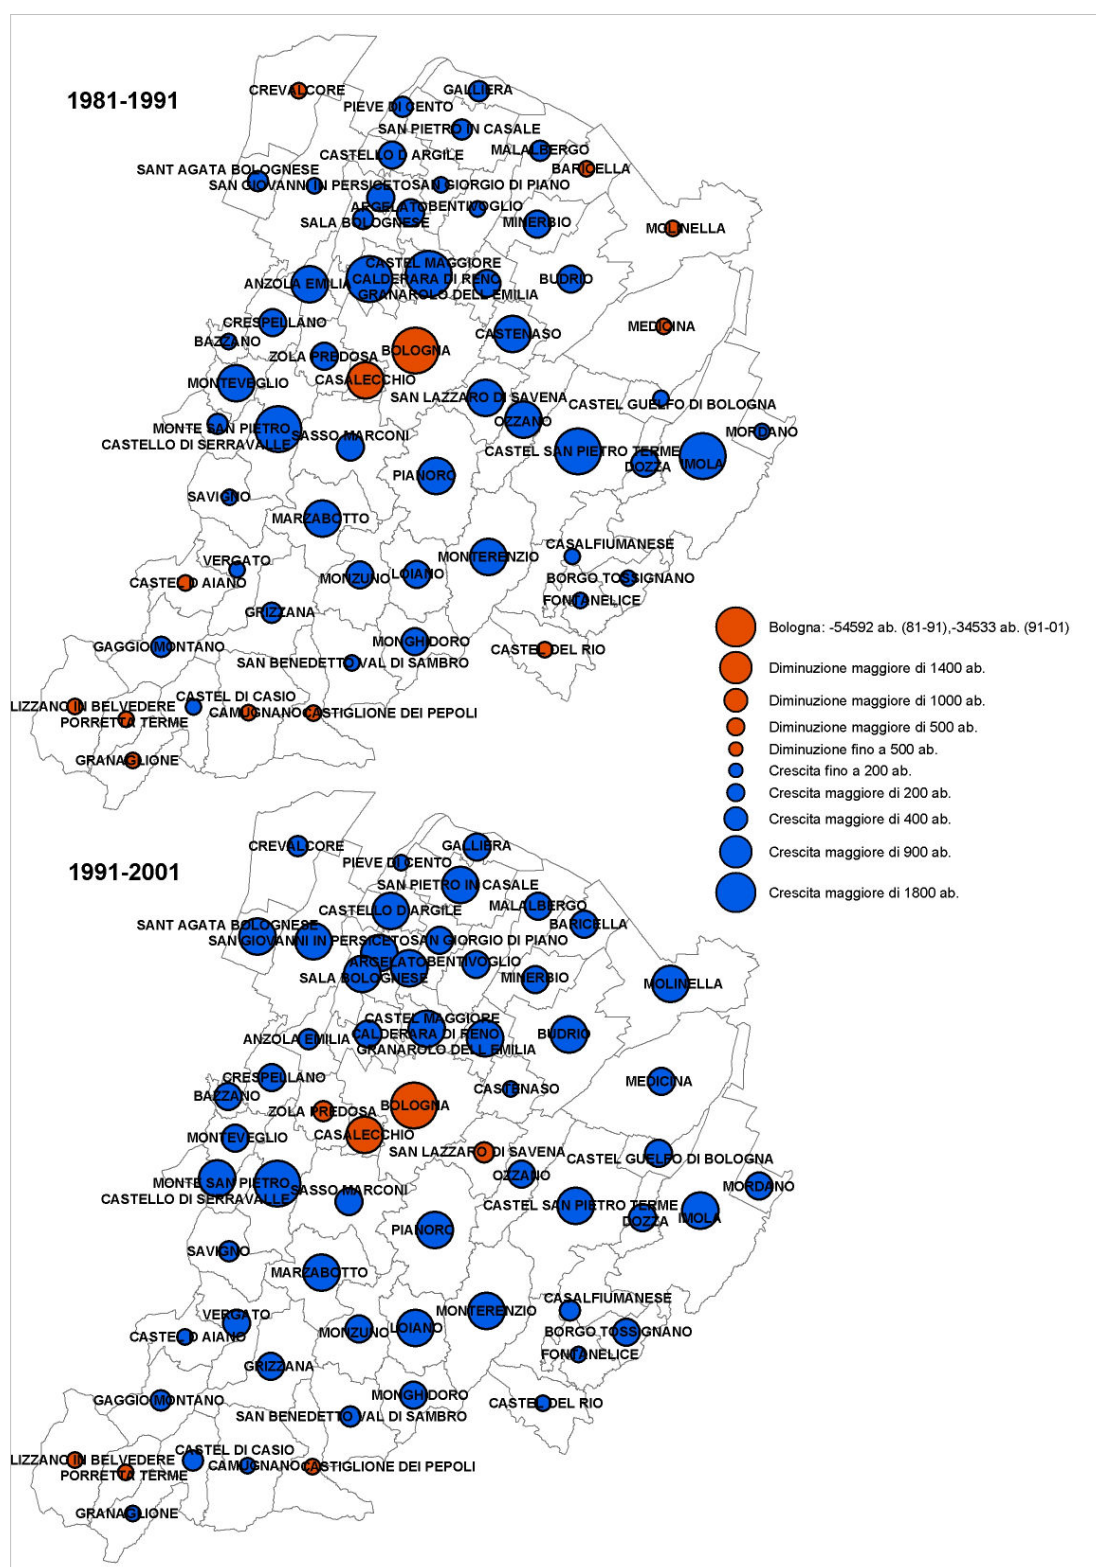 1981-1991
CREVALCORE
GALLIERA
PIEVE DI CENTO
SAN PIETRO IN CASALE
MALALBERGO
CASTELLO D ARGILE
BARICELLA
SANT AGATA BOLOGNESE
SAN GIOVANNI IN PERSICETO
SAN GIORGIO DI PIANO
ARGELATO
BENTIVOGLIO
SALA BOLOGNESE
MINERBIO
MOLINELLA
CASTEL MAGGIORE
ANZOLA EMILIA
CALDERARA DI RENO
BUDRIO
GRANAROLO DELL EMILIA
CRESPELLANO
MEDICINA
CASTENASO
BAZZANO
ZOLA PREDOSA
BOLOGNA
MONTEVEGLIO
CASALECCHIO
SAN LAZZARO DI SAVENA
CASTEL GUELFO DI BOLOGNA
OZZANO
MONTE SAN PIETRO
SASSO MARCONI
MORDANO
CASTELLO DI SERRAVALLE
CASTEL SAN PIETRO TERME
DOZZA
IMOLA
PIANORO
SAVIGNO
MARZABOTTO
CASALFIUMANESE
MONTERENZIO
VERGATO
CASTEL D AIANO
MONZUNO
LOIANO
BORGO TOSSIGNANO
FONTANELICE
GRIZZANA
GAGGIO MONTANO
MONGHIDORO
CASTEL DEL RIO
SAN BENEDETTO VAL DI SAMBRO
CASTEL DI CASIO
LIZZANO IN BELVEDERE
CAMUGNANO
CASTIGLIONE DEI PEPOLI
PORRETTA TERME
GRANAGLIONE
Bologna: -54592 ab. (81-91),-34533 ab. (91-01)
Diminuzione maggiore di 1400 ab.
Diminuzione maggiore di 1000 ab.
Diminuzione maggiore di 500 ab.
Diminuzione fino a 500 ab.
Crescita fino a 200 ab.
Crescita maggiore di 200 ab.
Crescita maggiore di 400 ab.
Crescita maggiore di 900 ab.
Crescita maggiore di 1800 ab.
1991-2001
CREVALCORE
GALLIERA
PIEVE DI CENTO
SAN PIETRO IN CASALE
MALALBERGO
CASTELLO D ARGILE
BARICELLA
SANT AGATA BOLOGNESE
SAN GIOVANNI IN PERSICETO
SAN GIORGIO DI PIANO
ARGELATO
BENTIVOGLIO
SALA BOLOGNESE
MINERBIO
MOLINELLA
CASTEL MAGGIORE
ANZOLA EMILIA
CALDERARA DI RENO
BUDRIO
GRANAROLO DELL EMILIA
CRESPELLANO
MEDICINA
CASTENASO
BAZZANO
ZOLA PREDOSA
BOLOGNA
MONTEVEGLIO
CASALECCHIO
SAN LAZZARO DI SAVENA
CASTEL GUELFO DI BOLOGNA
OZZANO
MONTE SAN PIETRO
SASSO MARCONI
MORDANO
CASTELLO DI SERRAVALLE
CASTEL SAN PIETRO TERME
DOZZA
IMOLA
PIANORO
SAVIGNO
MARZABOTTO
CASALFIUMANESE
MONTERENZIO
VERGATO
CASTEL D AIANO
MONZUNO
LOIANO
BORGO TOSSIGNANO
FONTANELICE
GRIZZANA
GAGGIO MONTANO
MONGHIDORO
CASTEL DEL RIO
SAN BENEDETTO VAL DI SAMBRO
CASTEL DI CASIO
LIZZANO IN BELVEDERE
CAMUGNANO
CASTIGLIONE DEI PEPOLI
PORRETTA TERME
GRANAGLIONE